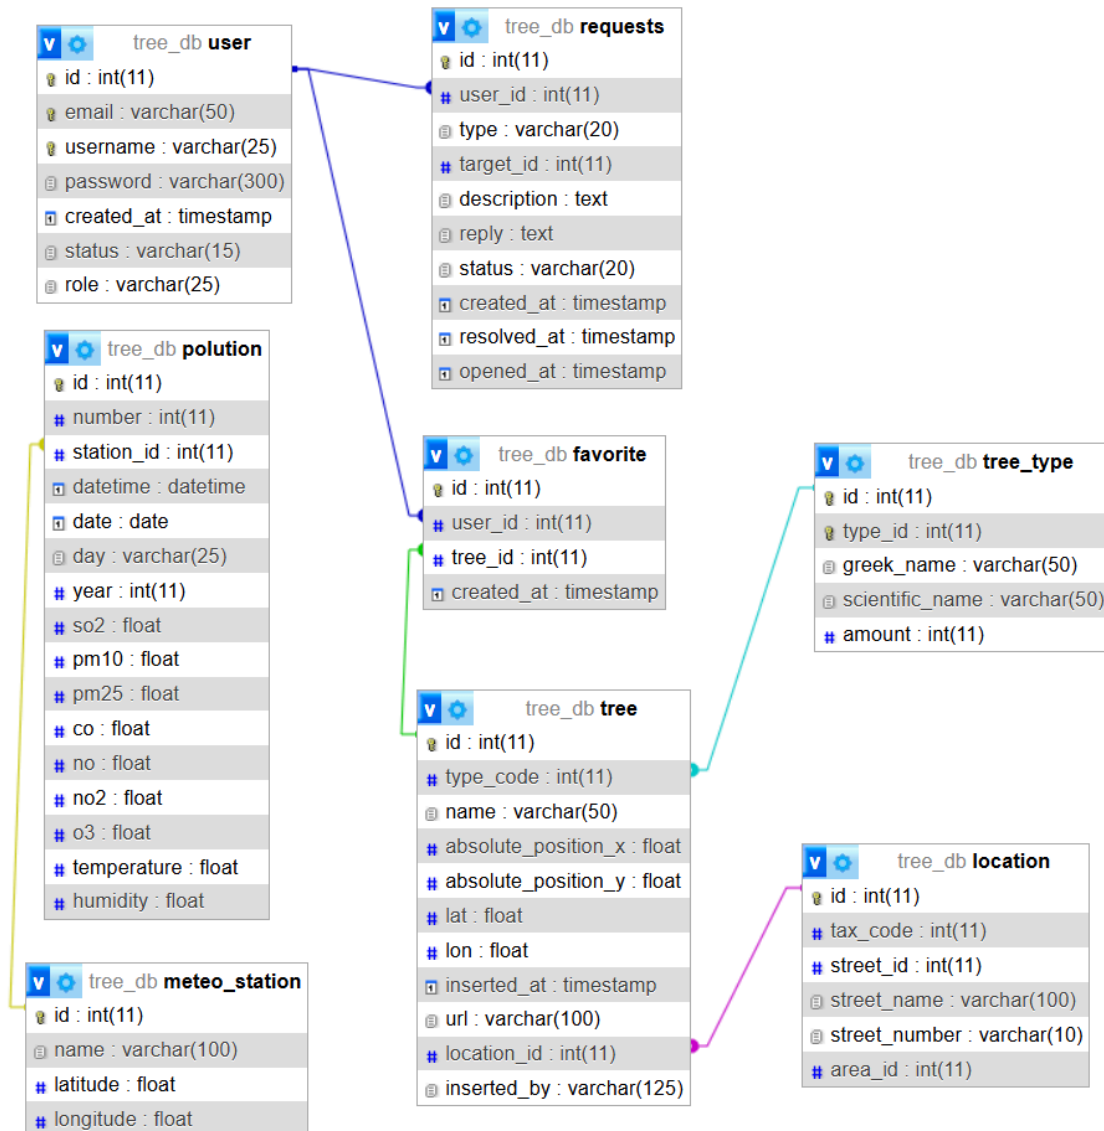 v tree_db user
id : int(11)
email : varchar(50)
username : varchar(25)
password : varchar(300)
created_at : timestamp
status : varchar(15)
role : varchar(25)
v tree_db requests
id : int(11)
# user_id : int(11)
type : varchar(20)
# target_id : int(11)
description : text
reply : text
status : varchar(20)
created_at : timestamp
resolved_at : timestamp
opened_at : timestamp
v tree_db polution
id : int(11)
# number : int(11)
# station_id : int(11)
datetime : datetime
date : date
day : varchar(25)
# year : int(11)
# so2 : float
# pm10 : float
# pm25 : float
# co : float
# no : float
# no2 : float
# o3 : float
# temperature : float
# humidity : float
v tree_db favorite
id : int(11)
# user_id : int(11)
# tree_id : int(11)
created_at : timestamp
v tree_db tree_type
id : int(11)
type_id : int(11)
greek_name : varchar(50)
scientific_name : varchar(50)
# amount : int(11)
v tree_db tree
id : int(11)
# type_code : int(11)
name : varchar(50)
# absolute_position_x : float
# absolute_position_y : float
# lat : float
# lon : float
inserted_at : timestamp
url : varchar(100)
# location_id : int(11)
inserted_by : varchar(125)
v tree_db location
id : int(11)
# tax_code : int(11)
# street_id : int(11)
street_name : varchar(100)
street_number : varchar(10)
# area_id : int(11)
v tree_db meteo_station
id : int(11)
name : varchar(100)
# latitude : float
# longitude : float